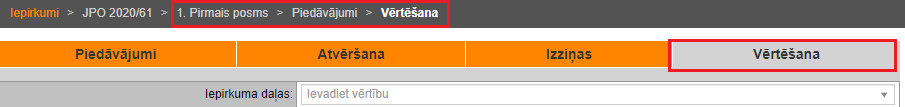 Iepirkumi > JPO 2020/61 > 1. Pirmais posms > Piedāvājumi > Vērtēšana
Piedāvājumi Atvēršana Izziņas Vērtēšana
Iepirkuma daļas: Ievadiet vērtību